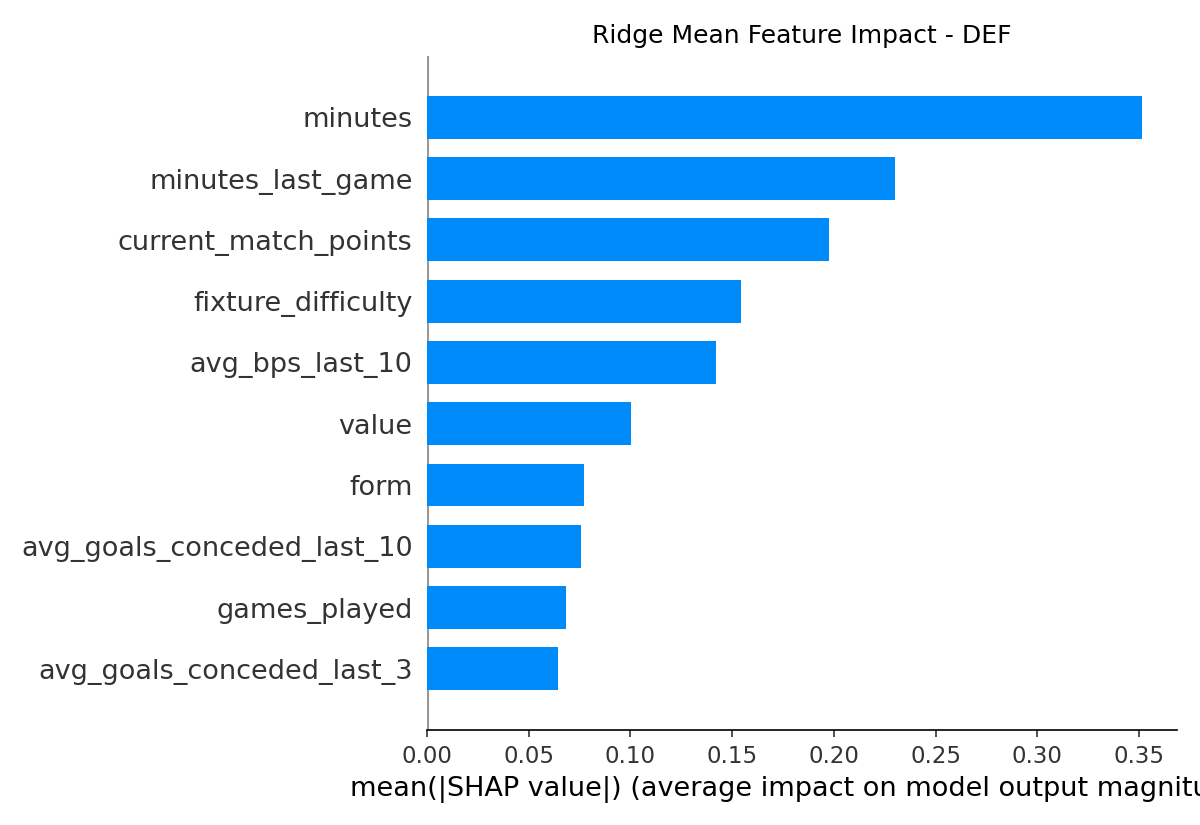 Ridge Mean Feature Impact - DEF
minutes
minutes_last_game
current_match_points
fixture_difficulty
avg_bps_last_10
value
form
avg_goals_conceded_last_10
games_played
avg_goals_conceded_last_3
0.00 0.05 0.10 0.15 0.20 0.25 0.30 0.35
mean(|SHAP value|) (average impact on model output magnitu